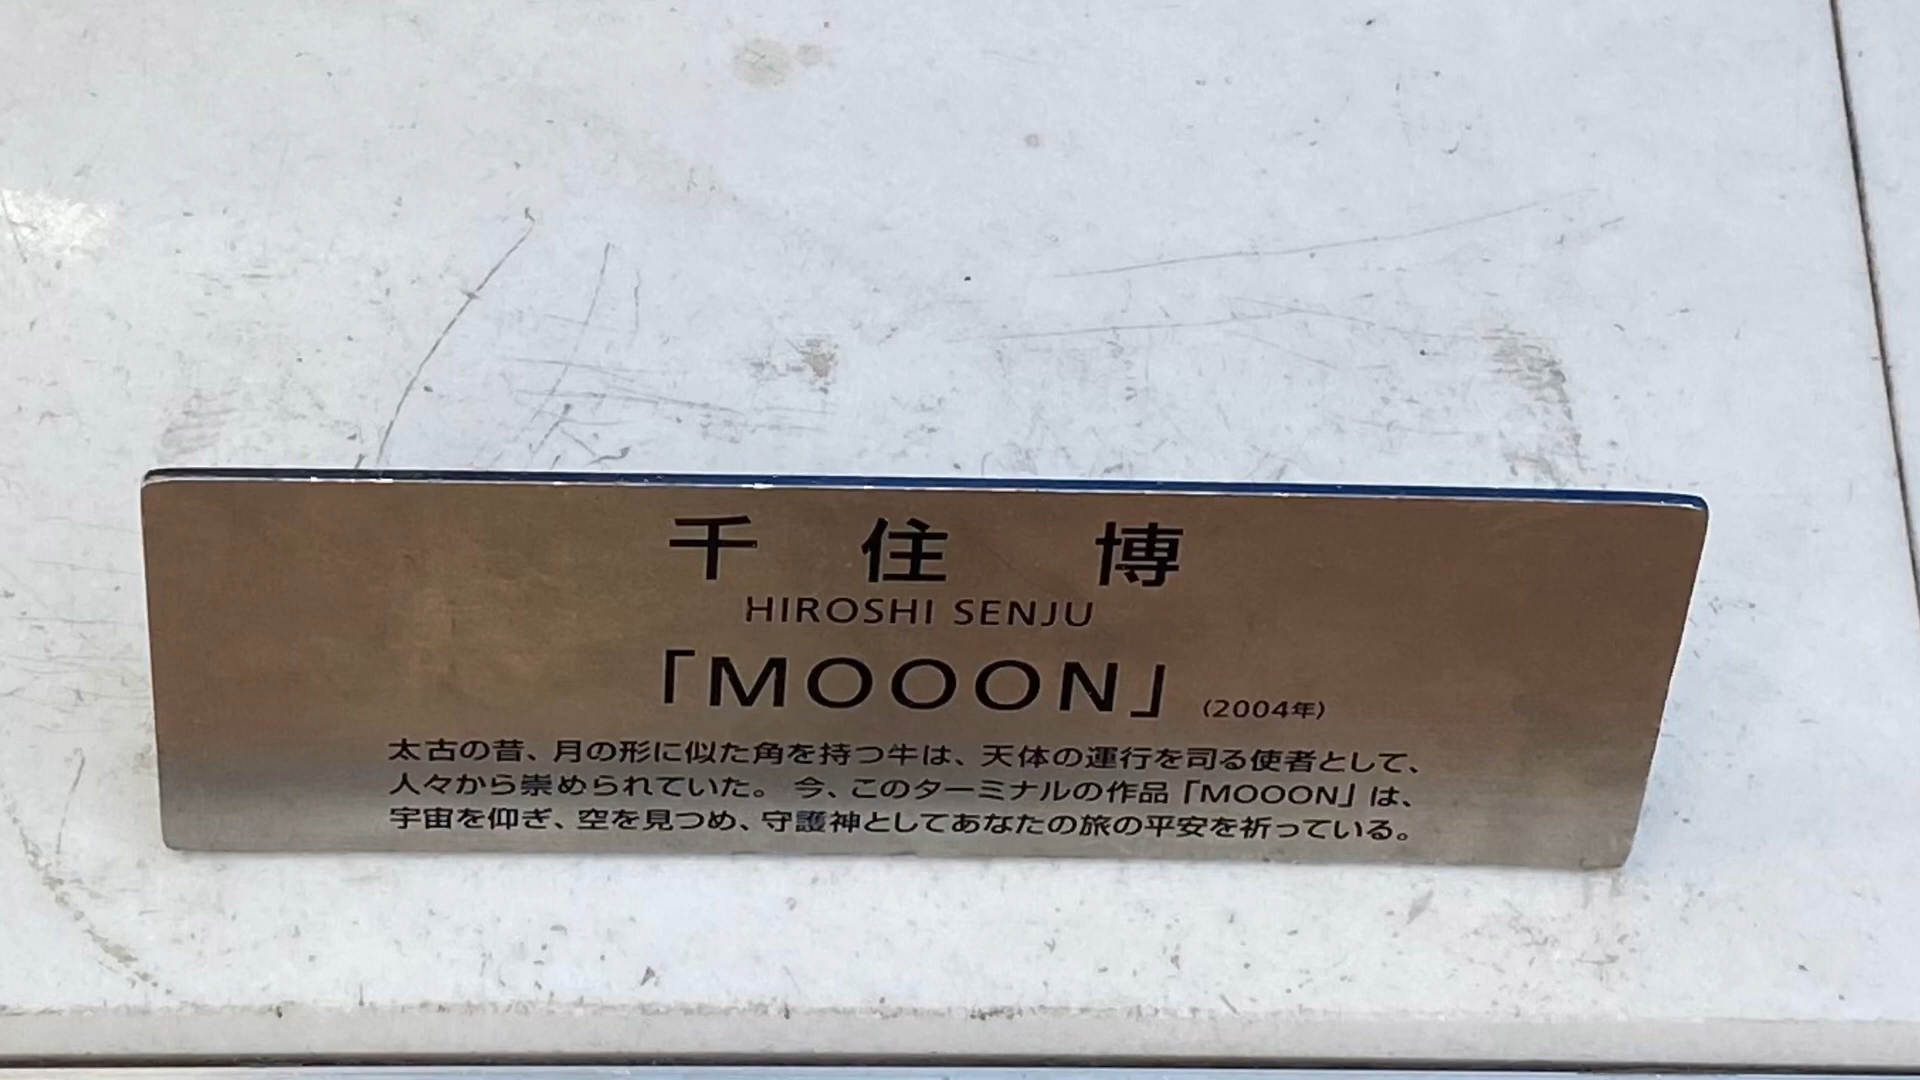 千 住 博
HIROSHI SENJU
「MOOON」 (2004年)
太古の昔、月の形に似た角を持つ牛は、天体の運行を司る使者として、
人々から崇められていた。今、このターミナルの作品「MOOON」は、
宇宙を仰ぎ、空を見つめ、守護神としてあなたの旅の平安を祈っている。